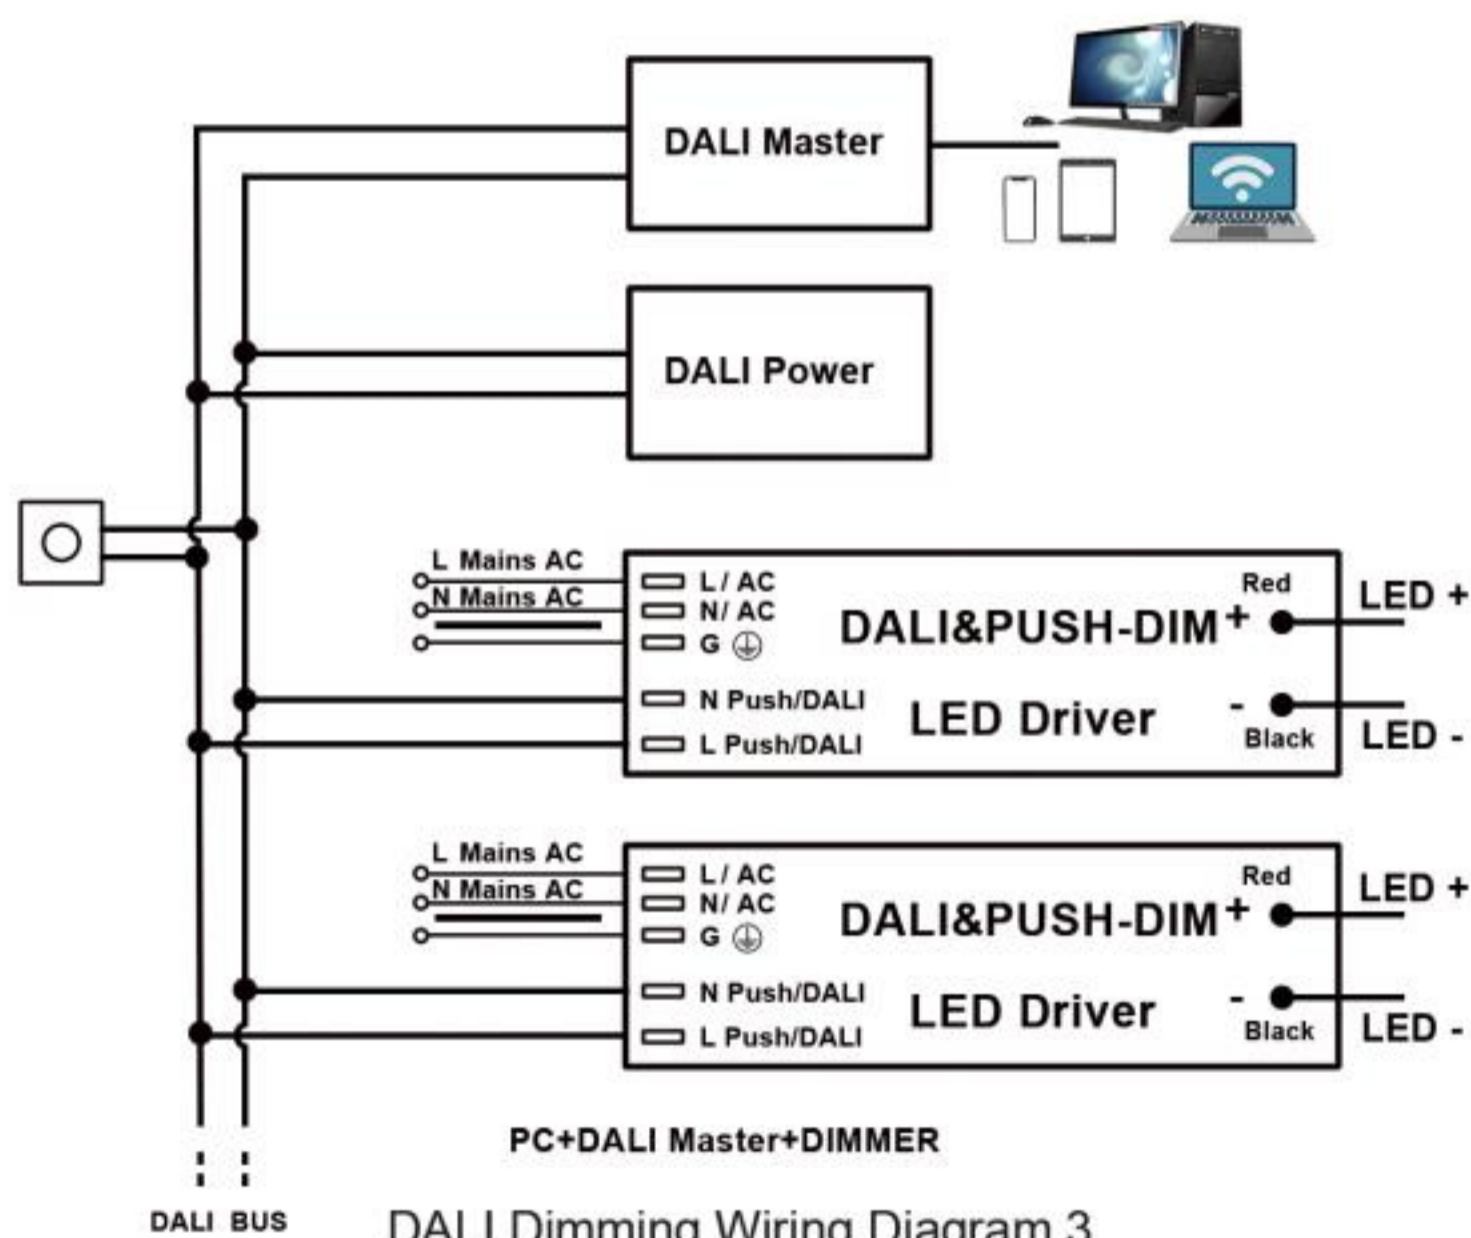 DALI Master
DALI Power
L Mains AC
N Mains AC
L/ AC
N/ AC
G
N Push/DALI
L Push/DALI
DALI&PUSH-DIM
LED Driver
Red
+
-
Black
LED +
LED -
L Mains AC
N Mains AC
L/ AC
N/ AC
G
N Push/DALI
L Push/DALI
DALI&PUSH-DIM
LED Driver
Red
+
-
Black
LED +
LED -
PC+DALI Master+DIMMER
DALI BUS
DALI Dimming Wiring Diagram 3